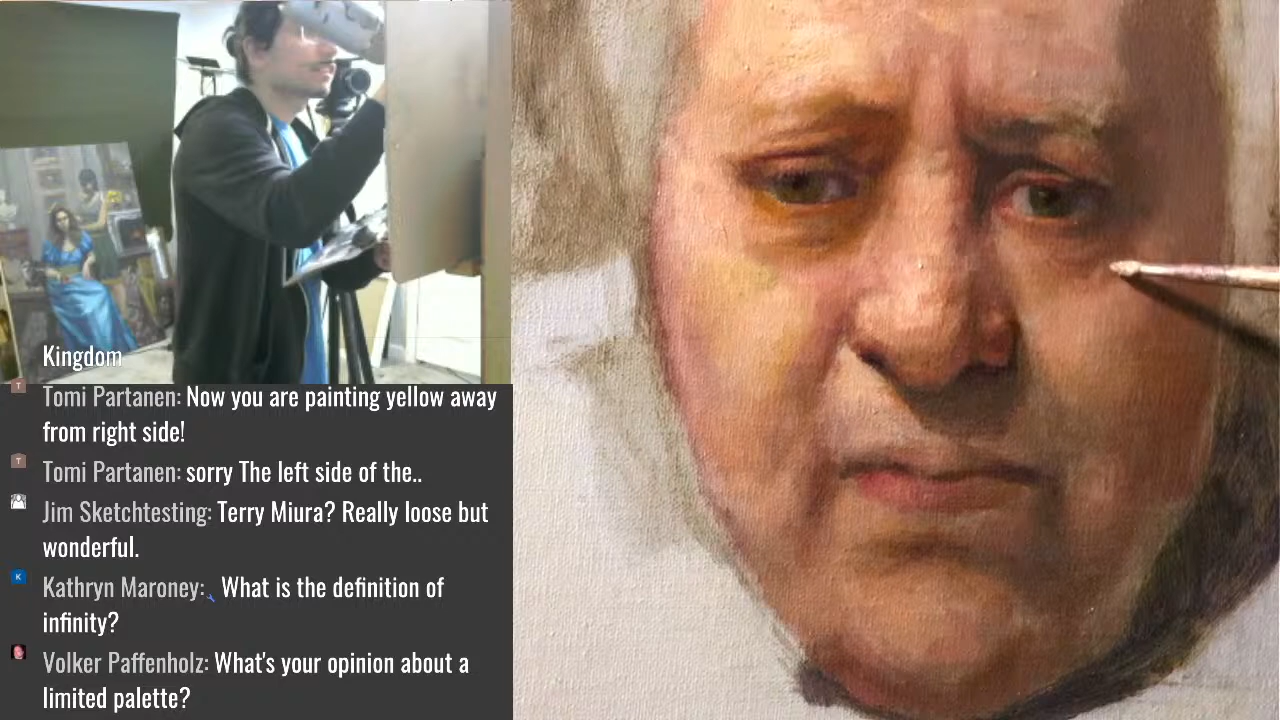 Kingdom
Tomi Partanen: Now you are painting yellow away
from right side!
Tomi Partanen: sorry The left side of the..
Jim Sketchtesting: Terry Miura? Really loose but
wonderful.
Kathryn Maroney: What is the definition of
infinity?
Volker Paffenholz: What's your opinion about a
limited palette?